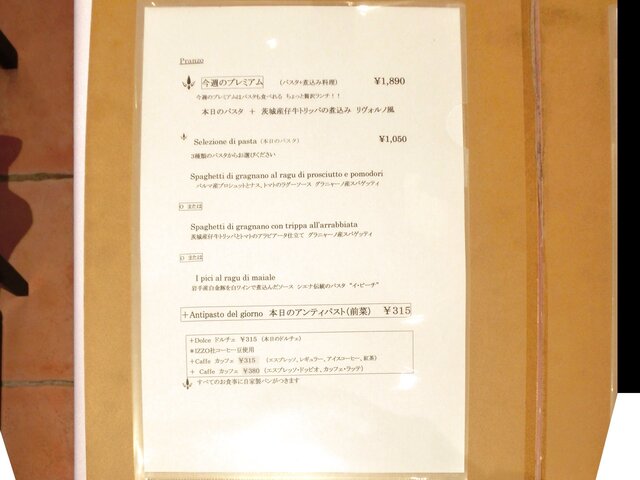 Pranzo
今週のプレミアム (パスタ+煮込み料理) ¥1,890
今週のプレミアムはパスタも食べれる ちょっと贅沢ランチ！！
本日のパスタ + 茨城産仔牛トリッパの煮込み リヴォルノ風
Selezione di pasta (本日のパスタ) ¥1,050
3種類のパスタからお選びください
Spaghetti di gragnano al ragu di prosciutto e pomodori
パルマ産プロシュットとナス、トマトのラグーソース グラニャーノ産スパゲッティ
O または
Spaghetti di gragnano con trippa all'arrabbiata
茨城産仔牛トリッパとトマトのアラビアータ仕立て グラニャーノ産スパゲッティ
O または
I pici al ragu di maiale
岩手産白金豚を白ワインで煮込んだソース シエナ伝統のパスタ "イ・ピーチ"
+Antipasto del giorno 本日のアンティパスト(前菜) ¥315
+Dolce ドルチェ ¥315 (本日のドルチェ)
*IZZO社コーヒー豆使用
+Caffe カッフェ ¥315 (エスプレッソ、レギュラー、アイスコーヒー、紅茶)
+ Caffe カッフェ ¥380 (エスプレッソ・ドッピオ、カッフェ・ラッテ)
すべてのお食事に自家製パンがつきます